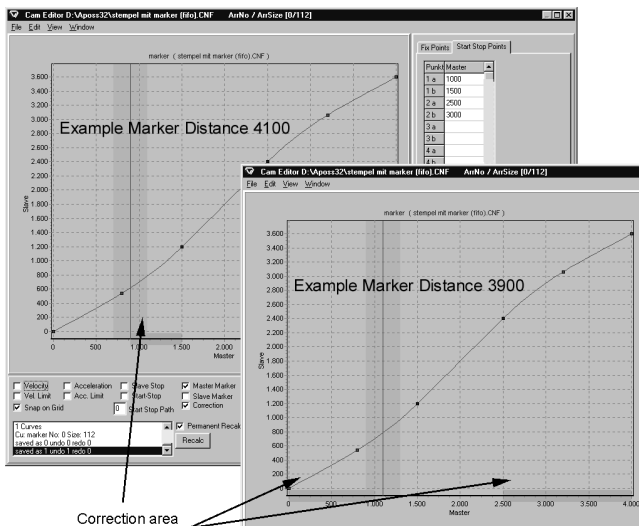 Cam Editor D:\Aposs32\stempel mit marker (fifo).CNF ArrNo / ArrSize [0/112]
File Edit View Window
marker ( stempel mit marker (fifo).CNF )
3.600
3.400
3.200
3.000
2.800
2.600
2.400
2.200
2.000
1.800
1.600
1.400
1.200
1.000
800
600
400
200
0
Slave
Example Marker Distance 4100
0 500 1.000 1.500 2.000
Master
Fix Points Start Stop Points
Punkt Master
1 a 1000
1 b 1500
2 a 2500
2 b 3000
3 a
3 b
4 a
4 b
Velocity Acceleration Slave Stop Master Marker
Vel. Limit Acc. Limit Start-Stop Slave Marker
Snap on Grid 0 Start Stop Path Correction
1 Curves
Cu: marker No: 0 Size: 112
saved as 0 undo 0 redo 0
saved as 1 undo 1 redo 0
Permanent Recalc
Recalc
Cam Editor D:\Aposs32\stempel mit marker (fifo).CNF ArrNo / ArrSize [0/112]
File Edit View Window
marker ( stempel mit marker (fifo).CNF )
3.600
3.400
3.200
3.000
2.800
2.600
2.400
2.200
2.000
1.800
1.600
1.400
1.200
1.000
800
600
400
200
0
Slave
Example Marker Distance 3900
0 500 1.000 1.500 2.000 2.500 3.000 3.500 4.000
Master
Correction area